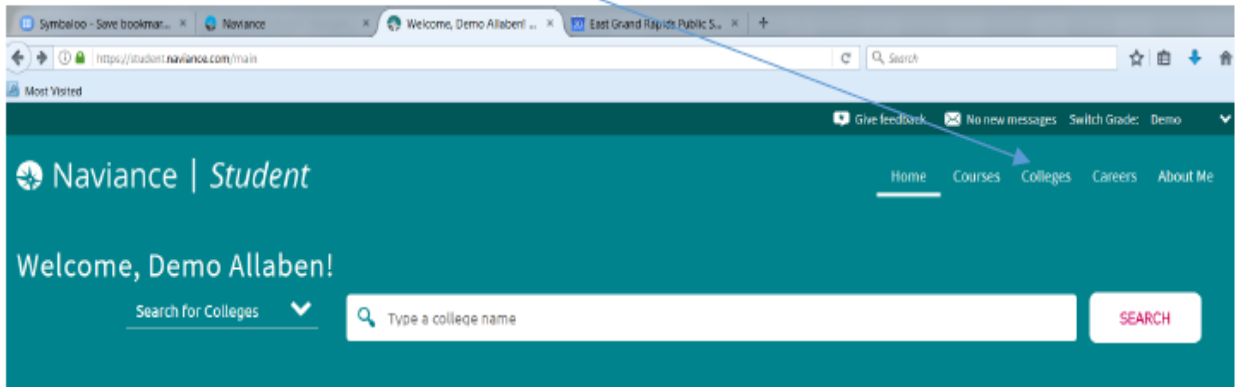 Symbaloo - Save bookmar... × Naviance × Welcome, Demo Allaben! ... × East Grand Rapids Public S... × +
https://student.naviance.com/main Search
Most Visited
Give feedback No new messages Switch Grade: Demo
Naviance | Student Home Courses Colleges Careers About Me
Welcome, Demo Allaben!
Search for Colleges Type a college name SEARCH